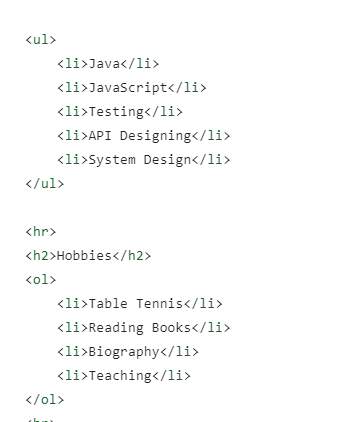 <ul>
    <li>Java</li>
    <li>JavaScript</li>
    <li>Testing</li>
    <li>API Designing</li>
    <li>System Design</li>
</ul>

<hr>
<h2>Hobbies</h2>
<ol>
    <li>Table Tennis</li>
    <li>Reading Books</li>
    <li>Biography</li>
    <li>Teaching</li>
</ol>
<hr>